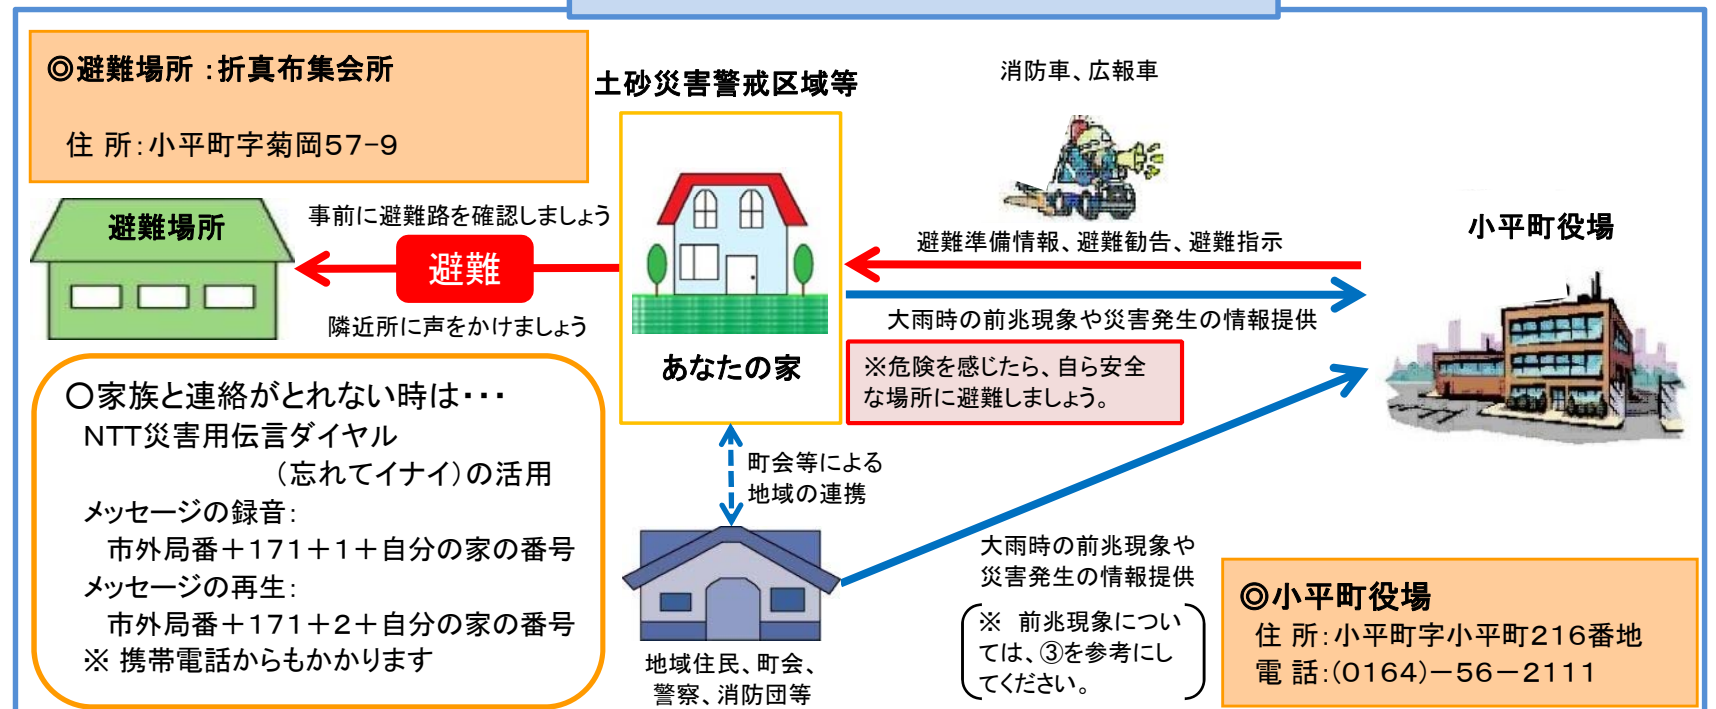 ◎避難場所：折真布集会所
住 所：小平町字菊岡57-9
土砂災害警戒区域等
消防車、広報車
避難場所
事前に避難路を確認しましょう
避難
隣近所に声をかけましょう
避難準備情報、避難勧告、避難指示
小平町役場
大雨時の前兆現象や災害発生の情報提供
あなたの家
※危険を感じたら、自ら安全
な場所に避難しましょう。
○家族と連絡がとれない時は・・・
NTT災害用伝言ダイヤル
（忘れてイナイ）の活用
メッセージの録音：
市外局番＋171＋1＋自分の家の番号
メッセージの再生：
市外局番＋171＋2＋自分の家の番号
※ 携帯電話からもかかります
町会等による
地域の連携
地域住民、町会、
警察、消防団等
大雨時の前兆現象や
災害発生の情報提供
※ 前兆現象につい
ては、③を参考にし
てください。
◎小平町役場
住 所：小平町字小平町216番地
電 話：(0164)－56－2111